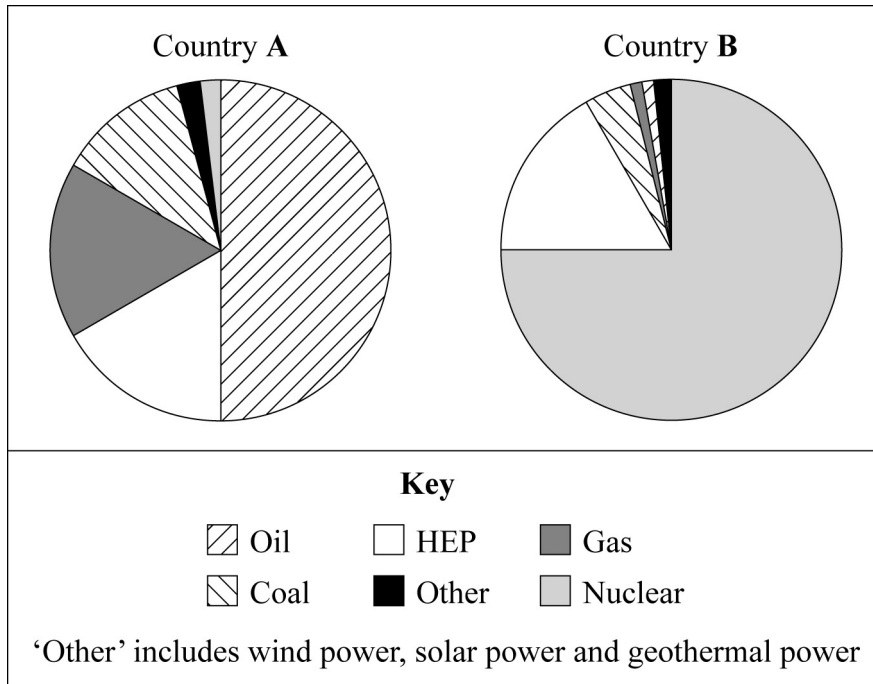 Country A
Country B
Key
Oil
HEP
Gas
Coal
Other
Nuclear
‘Other’ includes wind power, solar power and geothermal power